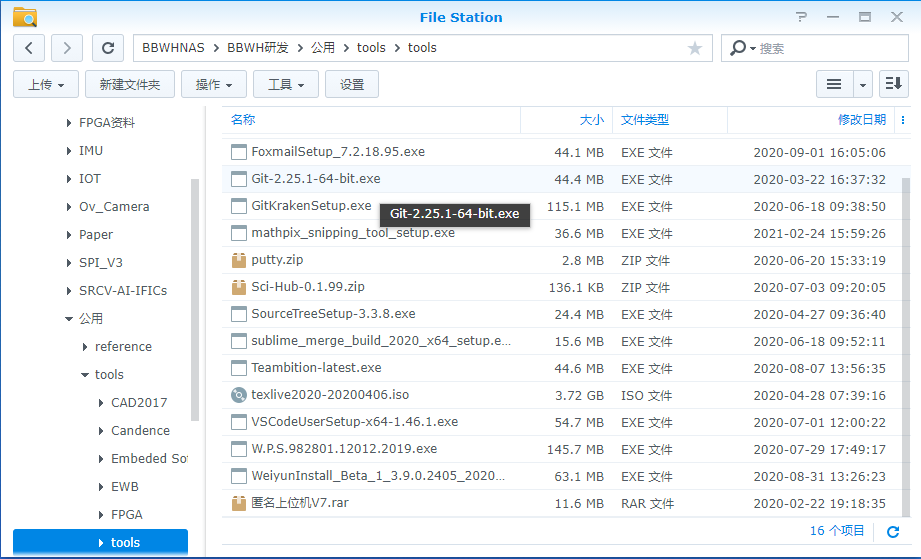 File Station
BBWHNAS > BBWH研发 > 公用 > tools > tools
搜索
上传 新建文件夹 操作 工具 设置
FPGA资料
IMU
IOT
Ov_Camera
Paper
SPI_V3
SRCV-AI-IFICs
公用
reference
tools
CAD2017
Candence
Embeded Sof
EWB
FPGA
tools
名称 大小 文件类型 修改日期
FoxmailSetup_7.2.18.95.exe 44.1 MB EXE 文件 2020-09-01 16:05:06
Git-2.25.1-64-bit.exe 44.4 MB EXE 文件 2020-03-22 16:37:32
GitKrakenSetup.exe 115.1 MB EXE 文件 2020-06-18 09:38:50
Git-2.25.1-64-bit.exe
mathpix_snipping_tool_setup.exe 36.6 MB EXE 文件 2021-02-24 15:59:26
putty.zip 2.8 MB ZIP 文件 2020-06-20 15:33:19
Sci-Hub-0.1.99.zip 136.1 KB ZIP 文件 2020-07-03 09:20:05
SourceTreeSetup-3.3.8.exe 24.4 MB EXE 文件 2020-04-27 09:36:40
sublime_merge_build_2020_x64_setup.e... 15.6 MB EXE 文件 2020-06-18 09:52:11
Teambition-latest.exe 44.6 MB EXE 文件 2020-08-07 13:56:35
texlive2020-20200406.iso 3.72 GB ISO 文件 2020-04-28 07:39:16
VSCodeUserSetup-x64-1.46.1.exe 54.7 MB EXE 文件 2020-07-01 12:00:22
W.P.S.982801.12012.2019.exe 145.7 MB EXE 文件 2020-07-29 17:49:17
WeiyunInstall_Beta_1_3.9.0.2405_2020... 63.1 MB EXE 文件 2020-08-31 13:26:23
匿名上位机V7.rar 11.6 MB RAR 文件 2020-02-22 19:18:35
16 个项目